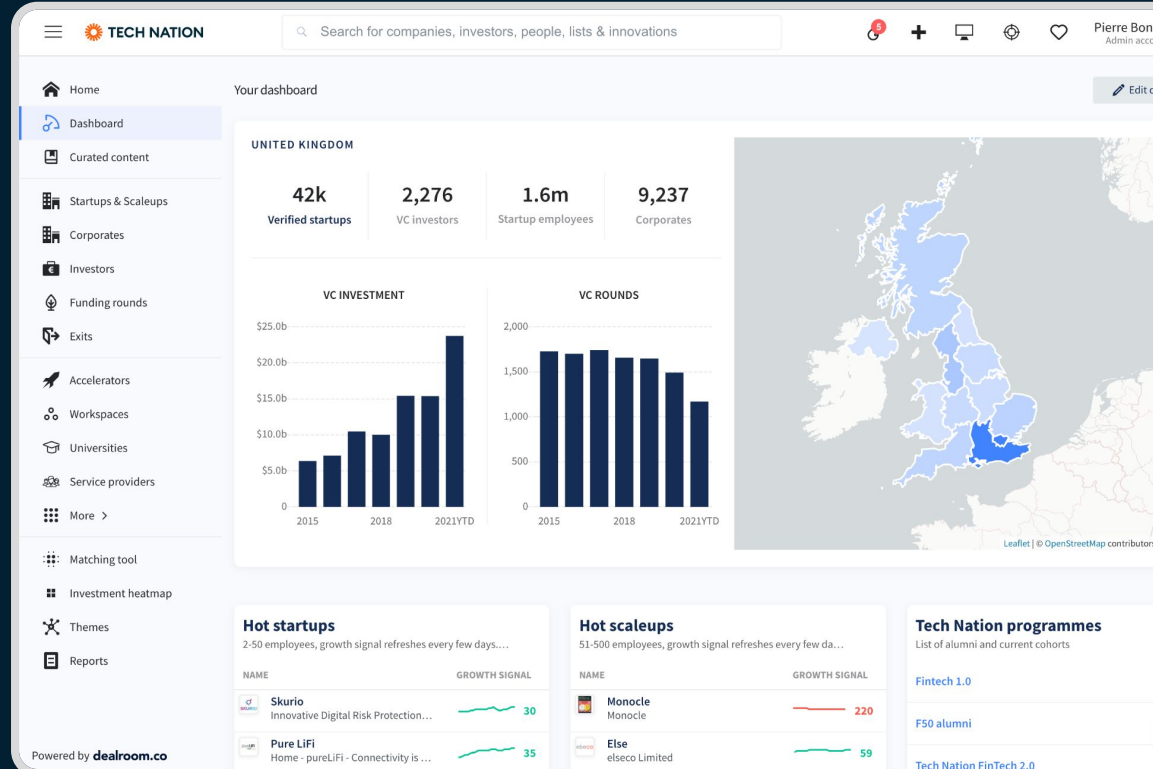 TECH NATION
Search for companies, investors, people, lists & innovations
5
Pierre Bon
Admin acco
Home
Dashboard
Curated content
Startups & Scaleups
Corporates
Investors
Funding rounds
Exits
Accelerators
Workspaces
Universities
Service providers
More >
Matching tool
Investment heatmap
Themes
Reports
Powered by dealroom.co
Your dashboard
Edit
UNITED KINGDOM
42k
Verified startups
2,276
VC investors
1.6m
Startup employees
9,237
Corporates
VC INVESTMENT
$25.0b
$20.0b
$15.0b
$10.0b
$5.0b
0
2015 2018 2021YTD
VC ROUNDS
2,000
1,500
1,000
500
0
2015 2018 2021YTD
Leaflet | © OpenStreetMap contributors
Hot startups
2-50 employees, growth signal refreshes every few days....
NAME GROWTH SIGNAL
Skurio 30
Innovative Digital Risk Protection...
Pure LiFi 35
Home - pureLiFi - Connectivity is ...
Hot scaleups
51-500 employees, growth signal refreshes every few da...
NAME GROWTH SIGNAL
Monocle 220
Monocle
Else 59
elseco Limited
Tech Nation programmes
List of alumni and current cohorts
Fintech 1.0
F50 alumni
Tech Nation FinTech 2.0